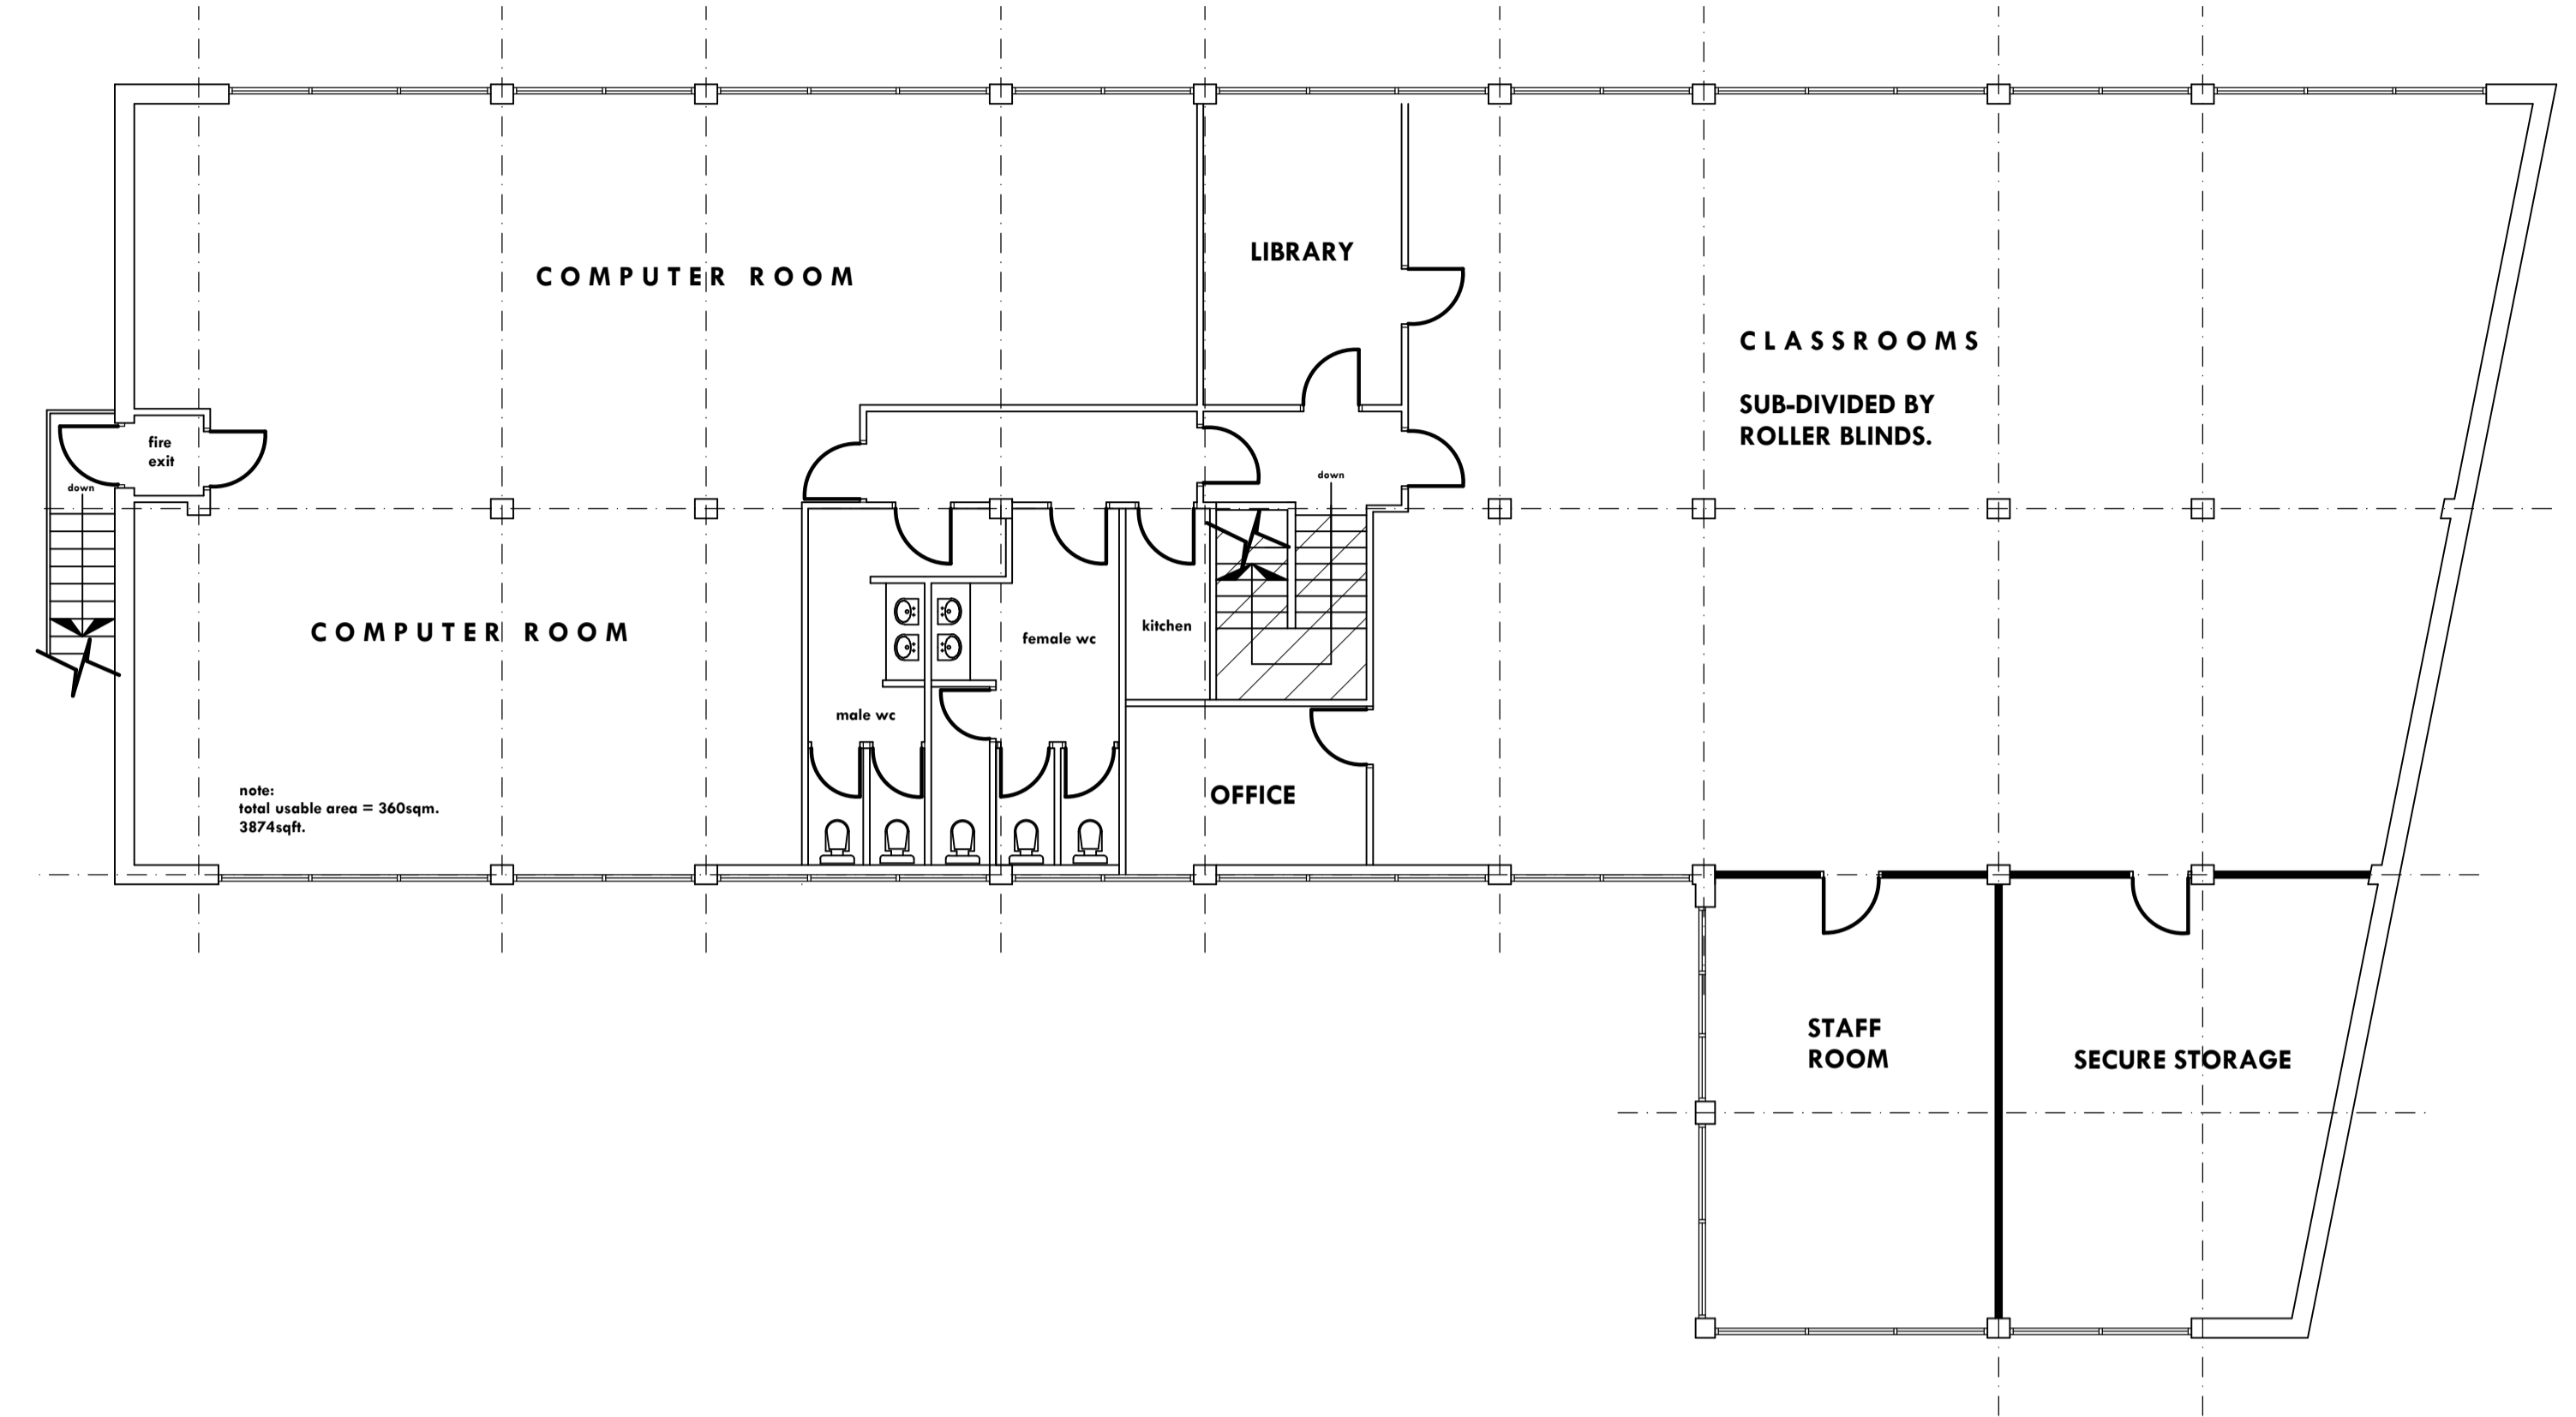 COMPUTER ROOM
LIBRARY
CLASSROOMS
SUB-DIVIDED BY
ROLLER BLINDS.
fire
exit
down
down
COMPUTER ROOM
female wc
kitchen
male wc
note:
total usable area = 360sqm.
3874sqft.
OFFICE
STAFF
ROOM
SECURE STORAGE